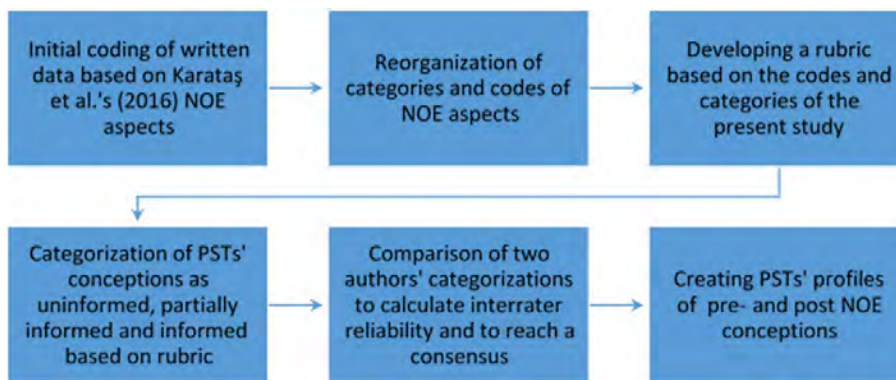 Initial coding of written
data based on Karataş
et al.'s (2016) NOE
aspects
Reorganization of
categories and codes of
NOE aspects
Developing a rubric
based on the codes and
categories of the
present study
Categorization of PSTs'
conceptions as
uninformed, partially
informed and informed
based on rubric
Comparison of two
authors' categorizations
to calculate interrater
reliability and to reach a
consensus
Creating PSTs' profiles
of pre- and post NOE
conceptions